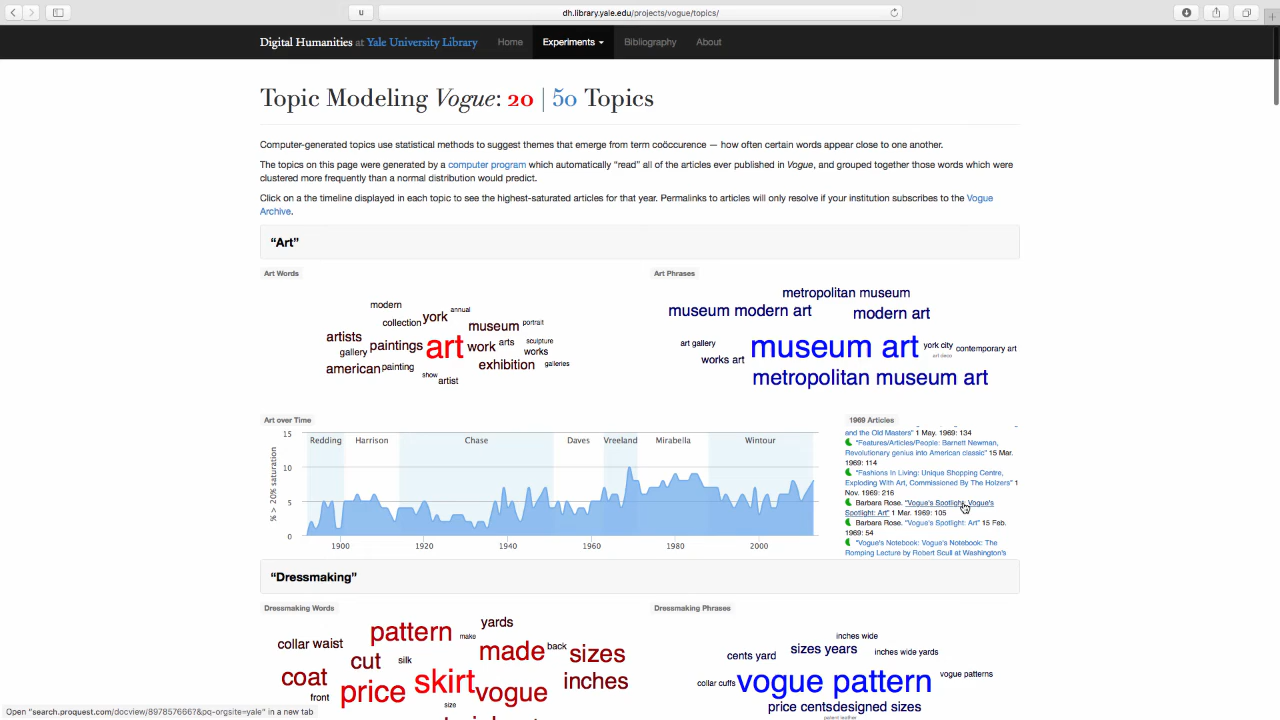 U
dh.library.yale.edu/projects/vogue/topics/
Digital Humanities at Yale University Library Home Experiments Bibliography About
Topic Modeling Vogue: 20 | 50 Topics
Computer-generated topics use statistical methods to suggest themes that emerge from term coöccurence — how often certain words appear close to one another.
The topics on this page were generated by a computer program which automatically “read” all of the articles ever published in Vogue, and grouped together those words which were
clustered more frequently than a normal distribution would predict.
Click on a the timeline displayed in each topic to see the highest-saturated articles for that year. Permalinks to articles will only resolve if your institution subscribes to the Vogue
Archive.
“Art”
Art Words
modern
annual
collection york
museum portrait
artists
paintings art work arts sculpture
gallery works
american painting exhibition galleries
show
artist
Art Phrases
metropolitan museum
museum modern art modern art
art gallery museum art york city contemporary art
works art art deco
metropolitan museum art
Art over Time
% > 20% saturation
15
10
5
0
Redding Harrison Chase Daves Vreeland Mirabella Wintour
1900 1920 1940 1960 1980 2000
1969 Articles
and the Old Masters" 1 May. 1969: 134
"Features/Articles/People: Barnett Newman,
Revolutionary genius into American classic" 15 Mar.
1969: 114
"Fashions In Living: Unique Shopping Centre,
Exploding With Art, Commissioned By The Hotzers" 1
Nov. 1969: 216
Barbara Rose. "Vogue's Spotlight: Vogue's
Spotlight: Art" 1 Mar. 1969: 105
Barbara Rose. "Vogue's Spotlight: Art" 15 Feb.
1969: 54
"Vogue's Notebook: Vogue's Notebook: The
Romping Lecture by Robert Scull at Washington's
“Dressmaking”
Dressmaking Words
yards
pattern make
collar waist back
cut silk made sizes
coat skirt inches
front price vogue
size
Dressmaking Phrases
inches wide
cents yard sizes years inches wide yards
collar cuffs vogue pattern vogue patterns
price cents designed sizes
patent leather
Open "search.proquest.com/docview/897857666?&pq-orgsite=yale" in a new tab